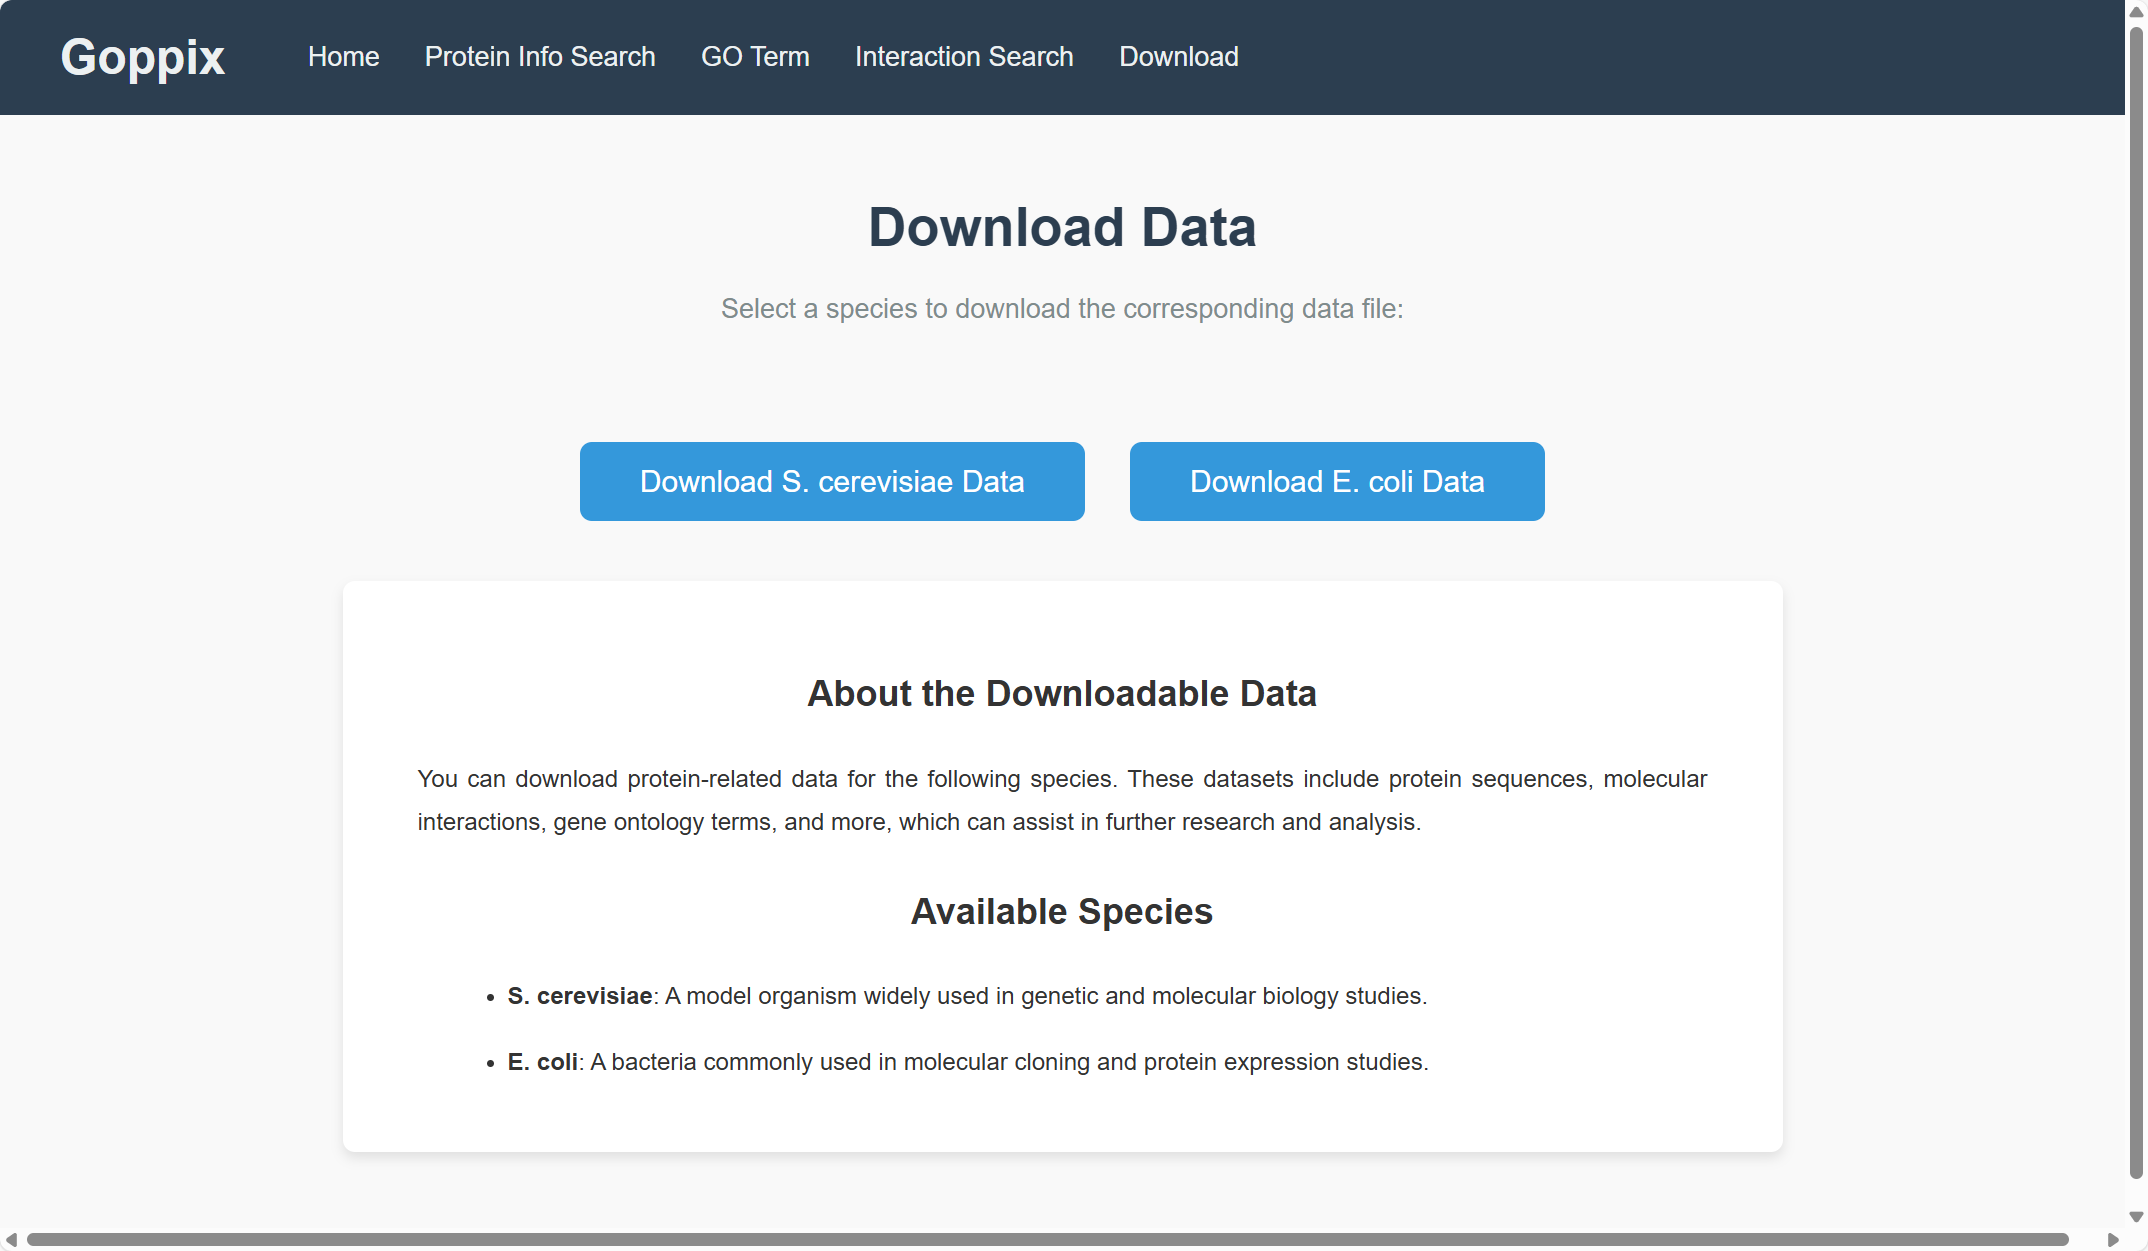 Goppix
Home
Protein Info Search
GO Term
Interaction Search
Download
Download Data
Select a species to download the corresponding data file:
Download S. cerevisiae Data
Download E. coli Data
About the Downloadable Data
You can download protein-related data for the following species. These datasets include protein sequences, molecular
interactions, gene ontology terms, and more, which can assist in further research and analysis.
Available Species
• S. cerevisiae: A model organism widely used in genetic and molecular biology studies.
• E. coli: A bacteria commonly used in molecular cloning and protein expression studies.